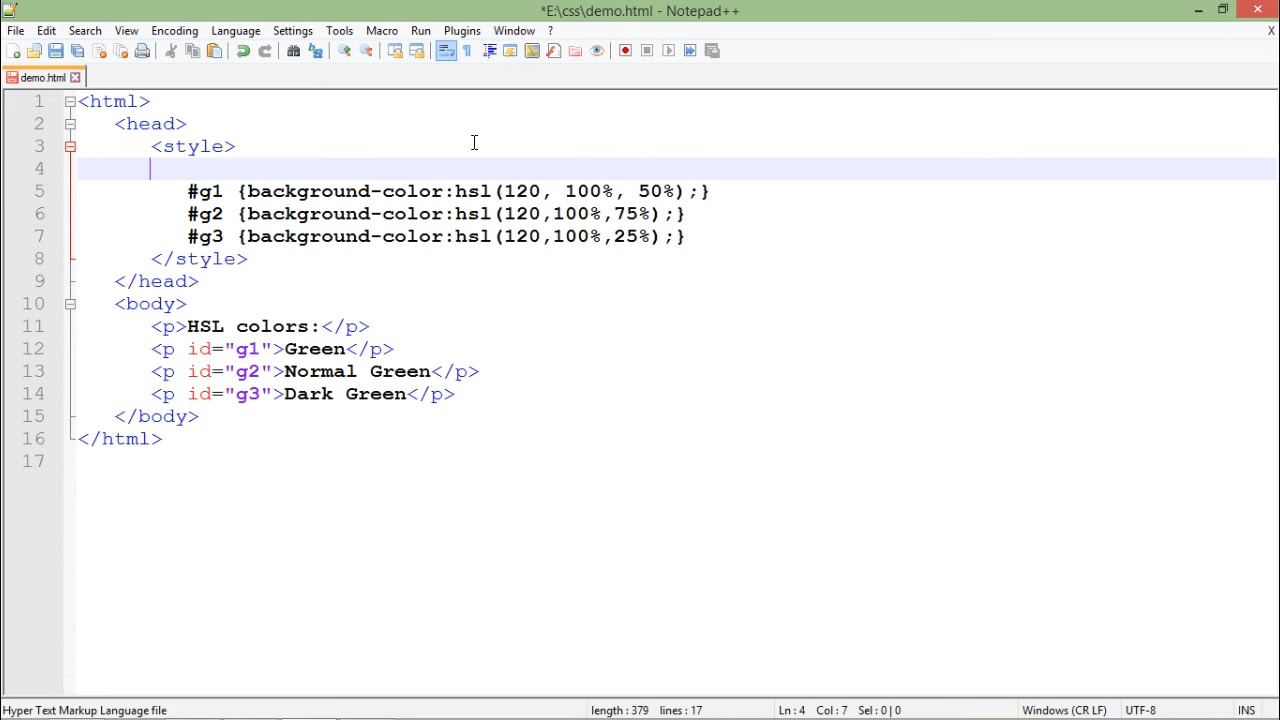 *E:\css\demo.html - Notepad++
File Edit Search View Encoding Language Settings Tools Macro Run Plugins Window ? X
demo.html
1 <html>
2 <head>
3 <style>
4
5 #g1 {background-color:hsl(120, 100%, 50%);}
6 #g2 {background-color:hsl(120,100%,75%);}
7 #g3 {background-color:hsl(120,100%,25%);}
8 </style>
9 </head>
10 <body>
11 <p>HSL colors:</p>
12 <p id="g1">Green</p>
13 <p id="g2">Normal Green</p>
14 <p id="g3">Dark Green</p>
15 </body>
16 </html>
17
Hyper Text Markup Language file length : 379 lines : 17 Ln : 4 Col : 7 Sel : 0 | 0 Windows (CR LF) UTF-8 INS